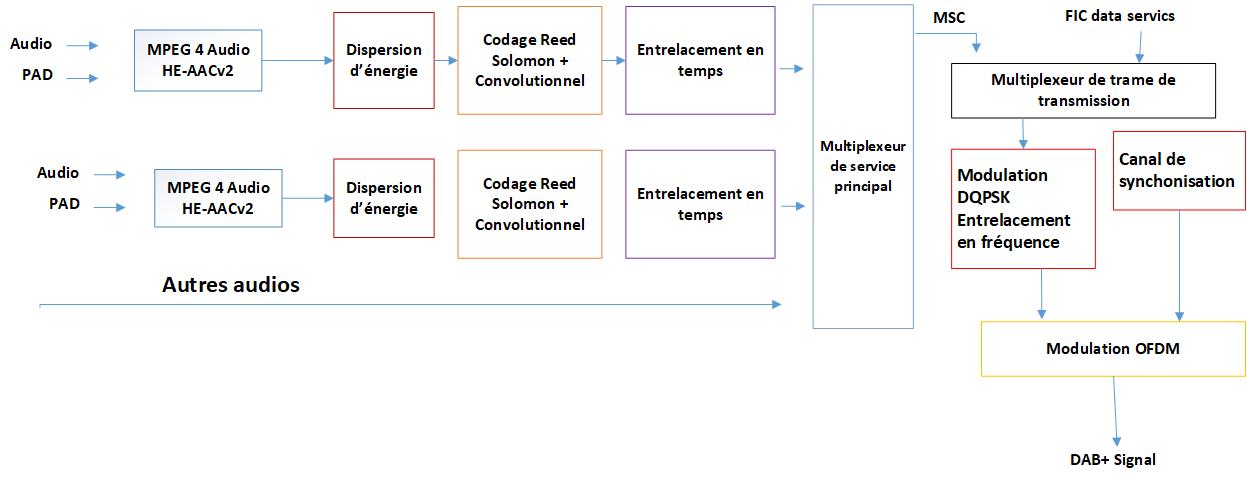 Audio
PAD
MPEG 4 Audio
HE-AACv2
Dispersion
d'énergie
Codage Reed
Solomon +
Convolutionnel
Entrelacement en
temps
Audio
PAD
MPEG 4 Audio
HE-AACv2
Dispersion
d'énergie
Codage Reed
Solomon +
Convolutionnel
Entrelacement en
temps
Autres audios
Multiplexeur
de service
principal
MSC
FIC data servics
Multiplexeur de trame de
transmission
Modulation
DQPSK
Entrelacement
en fréquence
Canal de
synchonisation
Modulation OFDM
DAB+ Signal